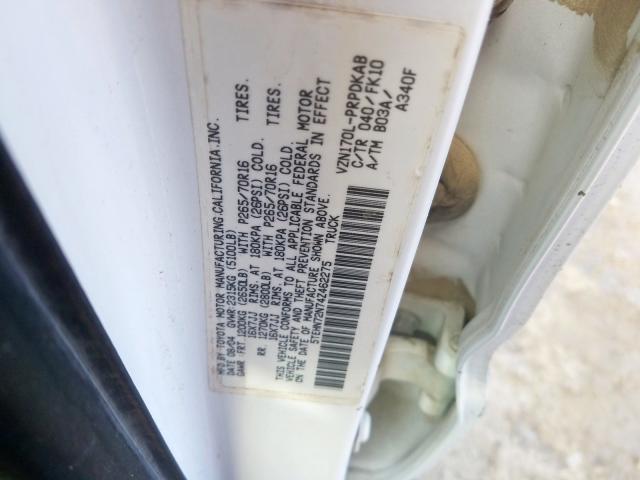 MFD BY TOYOTA MOTOR MANUFACTURING, CALIFORNIA, INC.
DATE 08/04 GVWR 2315KG (5100LB)
GAWR FRT. 1200KG (2650LB) WITH P265/70R16 TIRES.
16X7JJ RIMS. AT 180KPA (26PSI) COLD.
RR. 1270KG (2800LB) WITH P265/70R16 TIRES.
16X7JJ RIMS. AT 180KPA (26PSI) COLD.
THIS VEHICLE CONFORMS TO ALL APPLICABLE FEDERAL MOTOR
VEHICLE SAFETY AND THEFT PREVENTION STANDARDS IN EFFECT
ON THE DATE OF MANUFACTURE SHOWN ABOVE.
5TEHN72N74Z462275 TRUCK
VZN170L-PRPDKAB
C/TR 040/FK10
A/TM B03A/
A340F